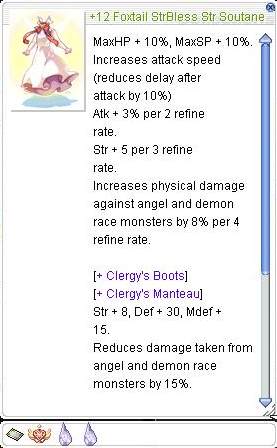 +12 Foxtail StrBless Str Soutane
MaxHP + 10%, MaxSP + 10%.
Increases attack speed
(reduces delay after
attack by 10%)
Atk + 3% per 2 refine
rate.
Str + 5 per 3 refine
rate.
Increases physical damage
against angel and demon
race monsters by 8% per 4
refine rate.
[+ Clergy's Boots]
[+ Clergy's Manteau]
Str + 8, Def + 30, Mdef +
15.
Reduces damage taken from
angel and demon race
monsters by 15%.